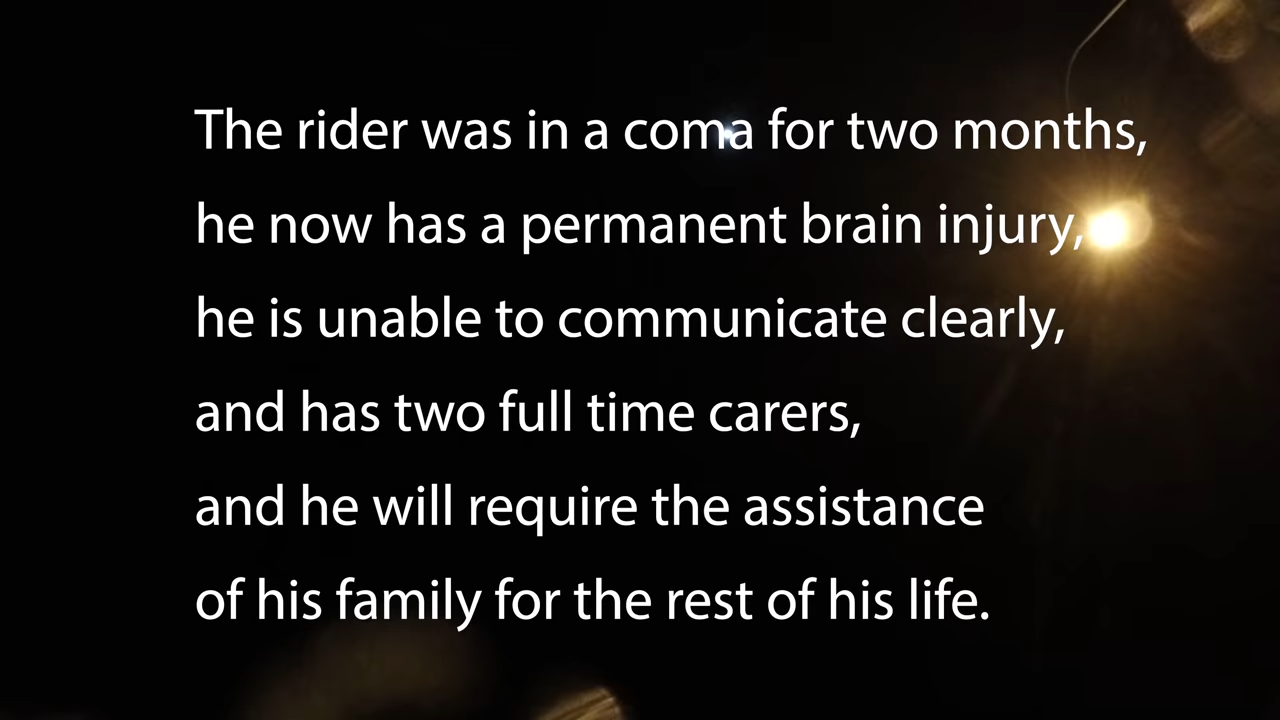 The rider was in a coma for two months,
he now has a permanent brain injury,
he is unable to communicate clearly,
and has two full time carers,
and he will require the assistance
of his family for the rest of his life.